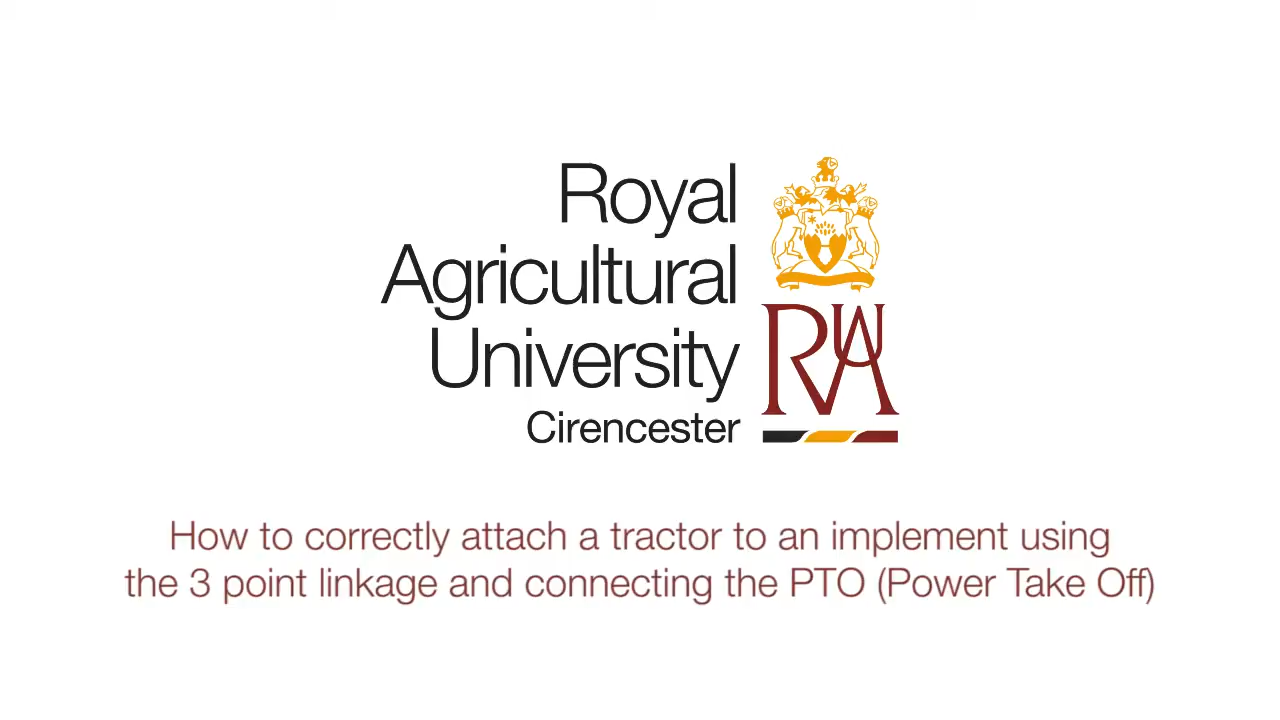 Royal
Agricultural
University
Cirencester
RAU
How to correctly attach a tractor to an implement using
the 3 point linkage and connecting the PTO (Power Take Off)